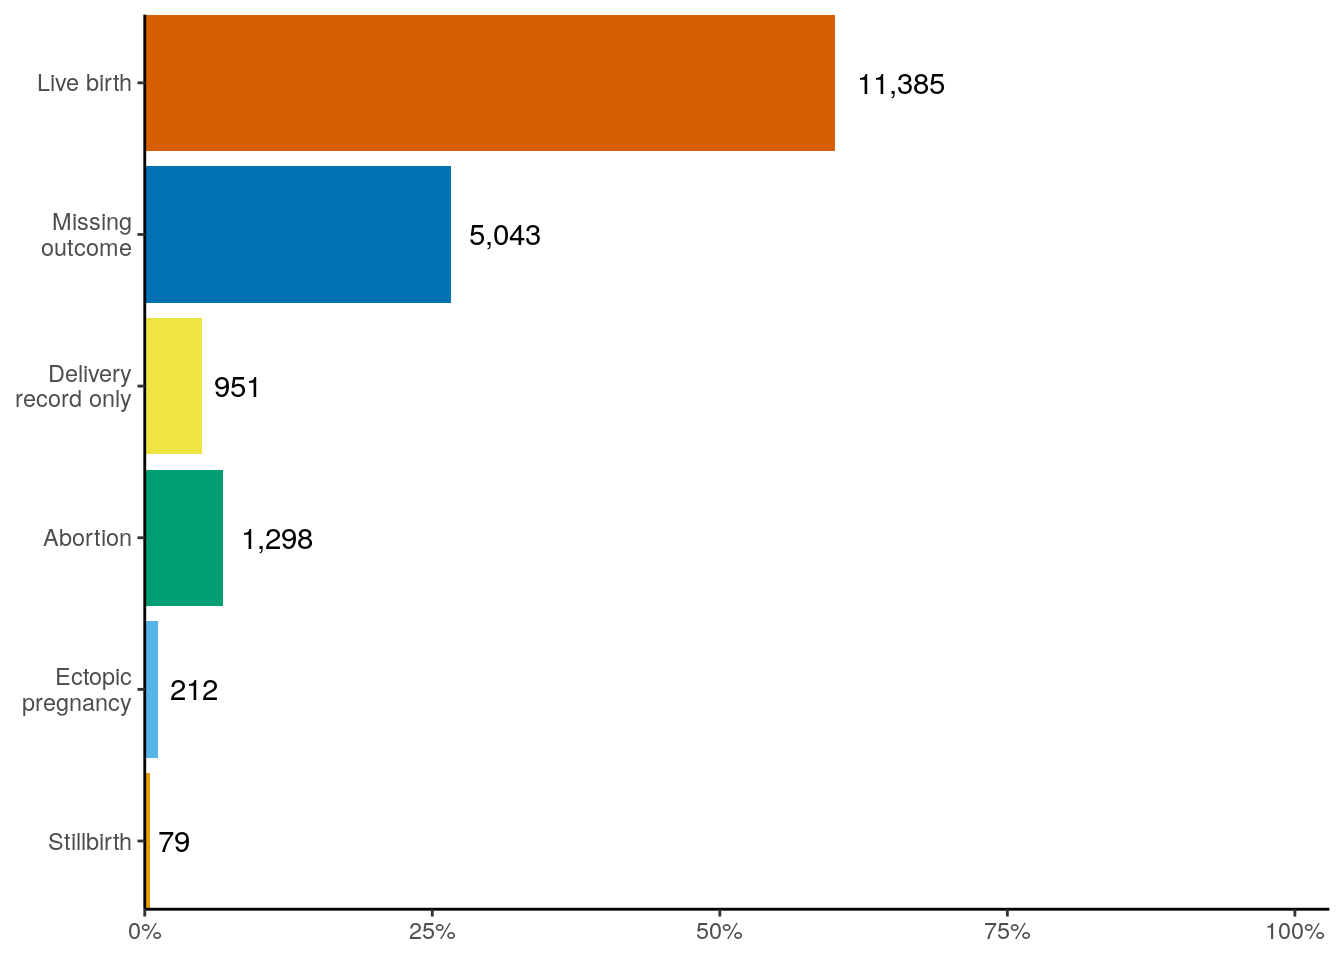 Live birth
11,385
Missing
outcome
5,043
Delivery
record only
951
Abortion
1,298
Ectopic
pregnancy
212
Stillbirth
79
0%
25%
50%
75%
100%